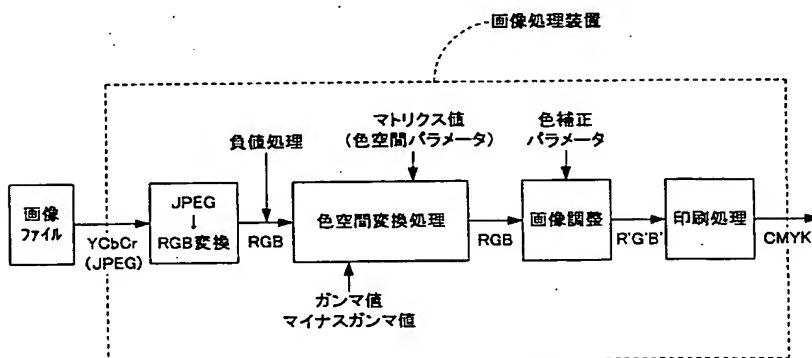 画像処理装置
マトリクス値
(色空間パラメータ)
色補正
パラメータ
負値処理
画像
ファイル
YCbCr
(JPEG)
JPEG
↓
RGB変換
RGB
色空間変換処理
RGB
画像調整
R'G'B'
印刷処理
CMYK
ガンマ値
マイナスガンマ値